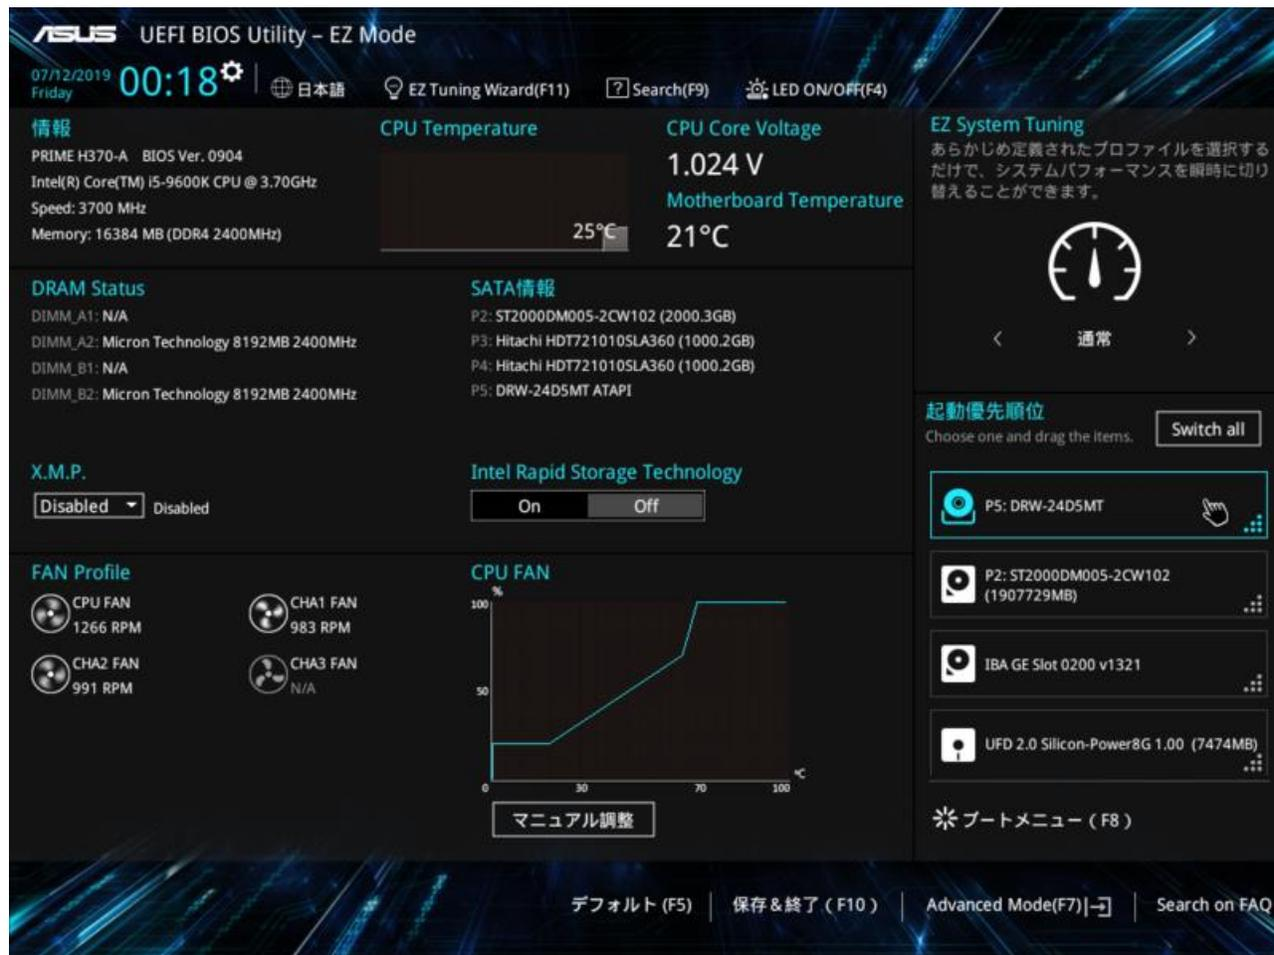 ASUS UEFI BIOS Utility – EZ Mode
07/12/2019
Friday
00:18
日本語
EZ Tuning Wizard(F11)
? Search(F9)
LED ON/OFF(F4)
情報
PRIME H370-A BIOS Ver. 0904
Intel(R) Core(TM) i5-9600K CPU @ 3.70GHz
Speed: 3700 MHz
Memory: 16384 MB (DDR4 2400MHz)
CPU Temperature
25°C
CPU Core Voltage
1.024 V
Motherboard Temperature
21°C
EZ System Tuning
あらかじめ定義されたプロファイルを選択する
だけで、システムパフォーマンスを瞬時に切り
替えることができます。
通常
DRAM Status
DIMM_A1: N/A
DIMM_A2: Micron Technology 8192MB 2400MHz
DIMM_B1: N/A
DIMM_B2: Micron Technology 8192MB 2400MHz
SATA情報
P2: ST2000DM005-2CW102 (2000.3GB)
P3: Hitachi HDT721010SLA360 (1000.2GB)
P4: Hitachi HDT721010SLA360 (1000.2GB)
P5: DRW-24D5MT ATAPI
X.M.P.
Disabled
Disabled
Intel Rapid Storage Technology
On
Off
起動優先順位
Choose one and drag the items.
Switch all
P5: DRW-24D5MT
P2: ST2000DM005-2CW102
(1907729MB)
IBA GE Slot 0200 v1321
UFD 2.0 Silicon-Power8G 1.00 (7474MB)
ブートメニュー(F8)
FAN Profile
CPU FAN
1266 RPM
CHA1 FAN
983 RPM
CHA2 FAN
991 RPM
CHA3 FAN
N/A
CPU FAN
%
100
50
0
30
70
100
°C
マニュアル調整
デフォルト (F5)
保存&終了(F10)
Advanced Mode(F7)
Search on FAQ